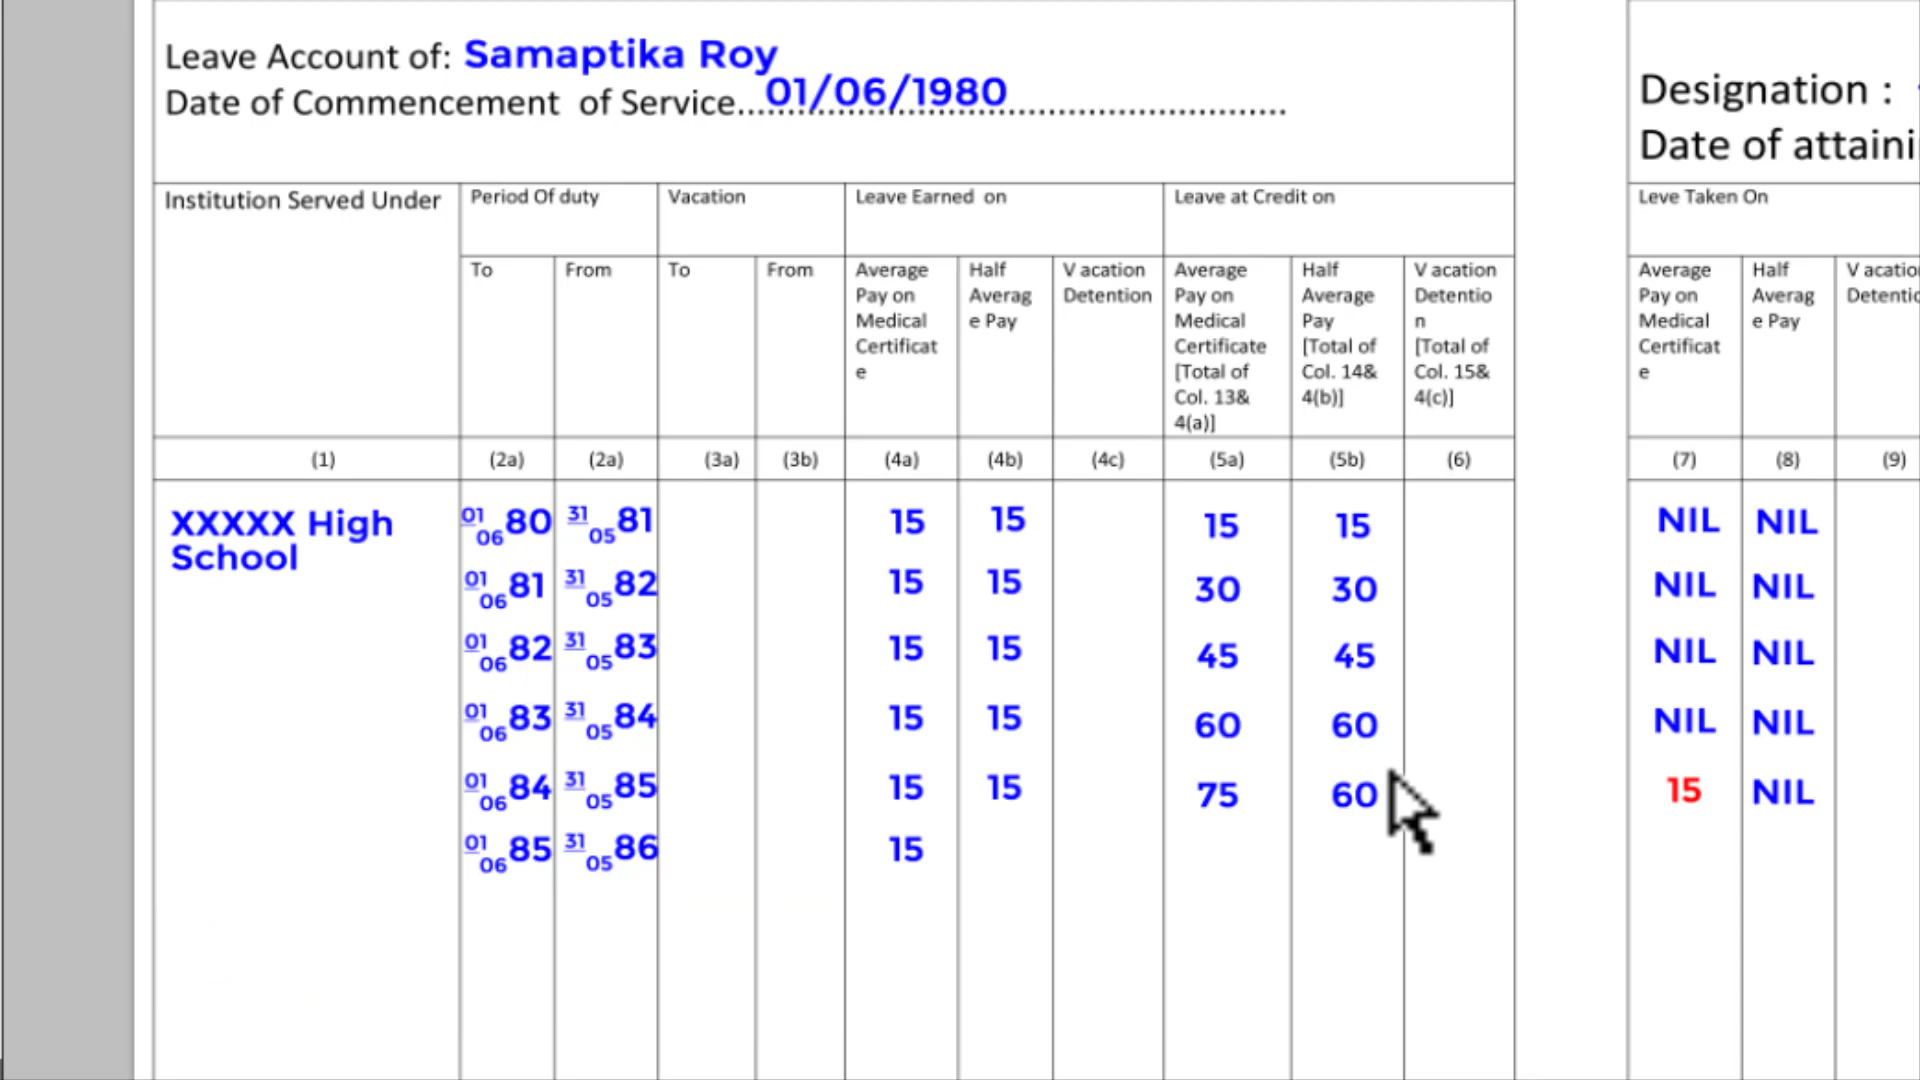 Leave Account of: Samaptika Roy
Date of Commencement of Service...01/06/1980...
Designation :
Date of attaini
Institution Served Under Period Of duty Vacation Leave Earned on Leave at Credit on Leve Taken On
To From To From
Average Pay on Medical Certificat e
Half Averag e Pay
V acation Detention
Average Pay on Medical Certificate [Total of Col. 13& 4(a)]
Half Average Pay [Total of Col. 14& 4(b)]
V acation Detentio n [Total of Col. 15& 4(c)]
Average Pay on Medical Certificat e
Half Averag e Pay
V acatio Detentic
(1) (2a) (2a) (3a) (3b) (4a) (4b) (4c) (5a) (5b) (6) (7) (8) (9)
XXXXX High School 01 06 80 31 05 81 15 15 15 15 NIL NIL
01 06 81 31 05 82 15 15 30 30 NIL NIL
01 06 82 31 05 83 15 15 45 45 NIL NIL
01 06 83 31 05 84 15 15 60 60 NIL NIL
01 06 84 31 05 85 15 15 75 60 15 NIL
01 06 85 31 05 86 15